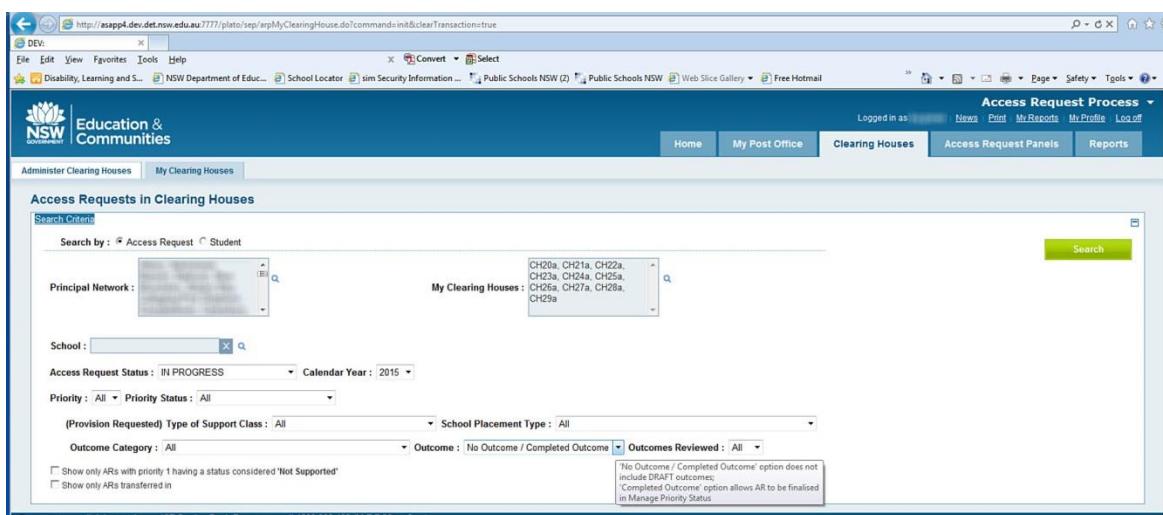 http://asapp4.dev.det.nsw.edu.au:7777/plato/sep/arpMyClearingHouse.do?command=init&clearTransaction=true
DEV:
File Edit View Favorites Tools Help
x Convert Select
Disability, Learning and S... NSW Department of Educ... School Locator sim Security Information ... Public Schools NSW (2) Public Schools NSW Web Slice Gallery Free Hotmail » Page Safety Tools
Access Request Process
Logged in as News Print My Reports My Profile Log off
NSW GOVERNMENT
Education &
Communities
Home My Post Office Clearing Houses Access Request Panels Reports
Administer Clearing Houses My Clearing Houses
Access Requests in Clearing Houses
Search Criteria
Search by : Access Request Student
Search
Principal Network :
My Clearing Houses :
CH20a, CH21a, CH22a,
CH23a, CH24a, CH25a,
CH26a, CH27a, CH28a,
CH29a
School : X
Access Request Status : IN PROGRESS Calendar Year : 2015
Priority : All Priority Status : All
(Provision Requested) Type of Support Class : All School Placement Type : All
Outcome Category : All Outcome : No Outcome / Completed Outcome Outcomes Reviewed : All
Show only ARs with priority 1 having a status considered 'Not Supported'
Show only ARs transferred in
'No Outcome / Completed Outcome' option does not
include DRAFT outcomes;
'Completed Outcome' option allows AR to be finalised
in Manage Priority Status